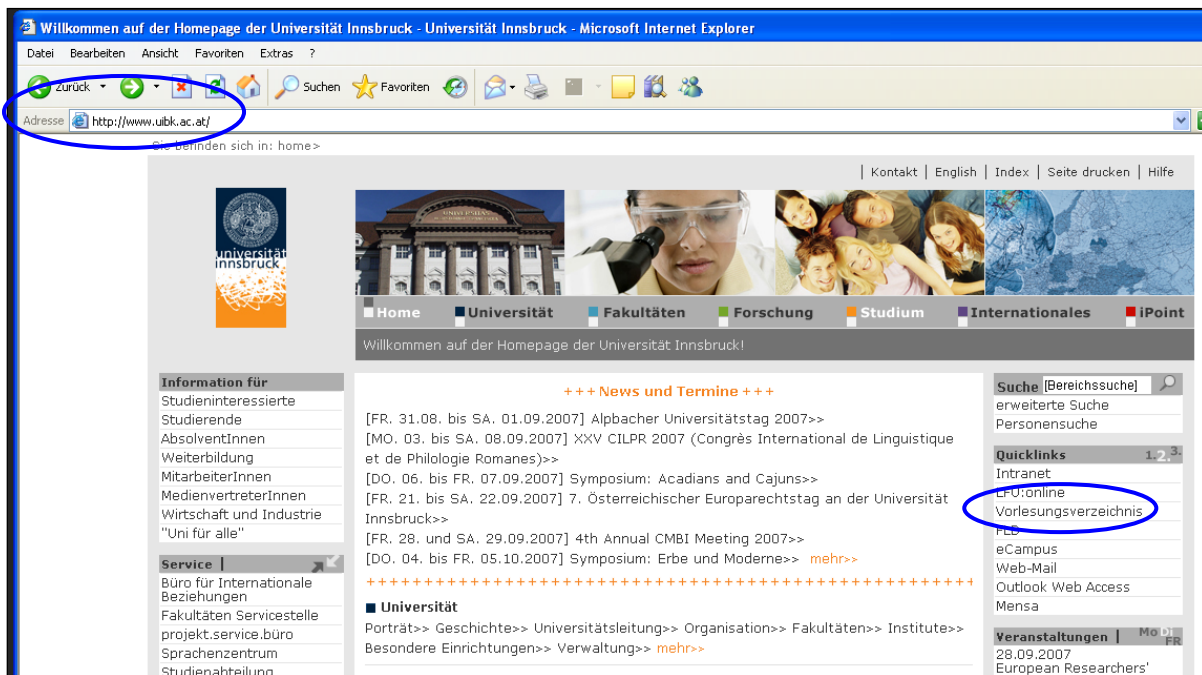 Willkommen auf der Homepage der Universität Innsbruck - Universität Innsbruck - Microsoft Internet Explorer
Datei Bearbeiten Ansicht Favoriten Extras ?
Zurück Suchen Favoriten
Adresse http://www.uibk.ac.at/
Sie befinden sich in: home>
| Kontakt | English | Index | Seite drucken | Hilfe
universität
innsbruck
Home Universität Fakultäten Forschung Studium Internationales iPoint
Willkommen auf der Homepage der Universität Innsbruck!
Information für
Studieninteressierte
Studierende
AbsolventInnen
Weiterbildung
MitarbeiterInnen
MedienvertreterInnen
Wirtschaft und Industrie
"Uni für alle"
Service |
Büro für Internationale
Beziehungen
Fakultäten Servicestelle
projekt.service.büro
Sprachenzentrum
Studienabteilung
+++ News und Termine +++
[FR. 31.08. bis SA. 01.09.2007] Alpbacher Universitätstag 2007>>
[MO. 03. bis SA. 08.09.2007] XXV CILPR 2007 (Congrès International de Linguistique
et de Philologie Romanes)>>
[DO. 06. bis FR. 07.09.2007] Symposium: Acadians and Cajuns>>
[FR. 21. bis SA. 22.09.2007] 7. Österreichischer Europarechtstag an der Universität
Innsbruck>>
[FR. 28. und SA. 29.09.2007] 4th Annual CMBI Meeting 2007>>
[DO. 04. bis FR. 05.10.2007] Symposium: Erbe und Moderne>> mehr>>
Universität
Porträt>> Geschichte>> Universitätsleitung>> Organisation>> Fakultäten>> Institute>>
Besondere Einrichtungen>> Verwaltung>> mehr>>
Suche [Bereichssuche]
erweiterte Suche
Personensuche
Quicklinks 1.2.3.
Intranet
LFU:online
Vorlesungsverzeichnis
FLD
eCampus
Web-Mail
Outlook Web Access
Mensa
Veranstaltungen | Mo Di FR
28.09.2007
European Researchers'